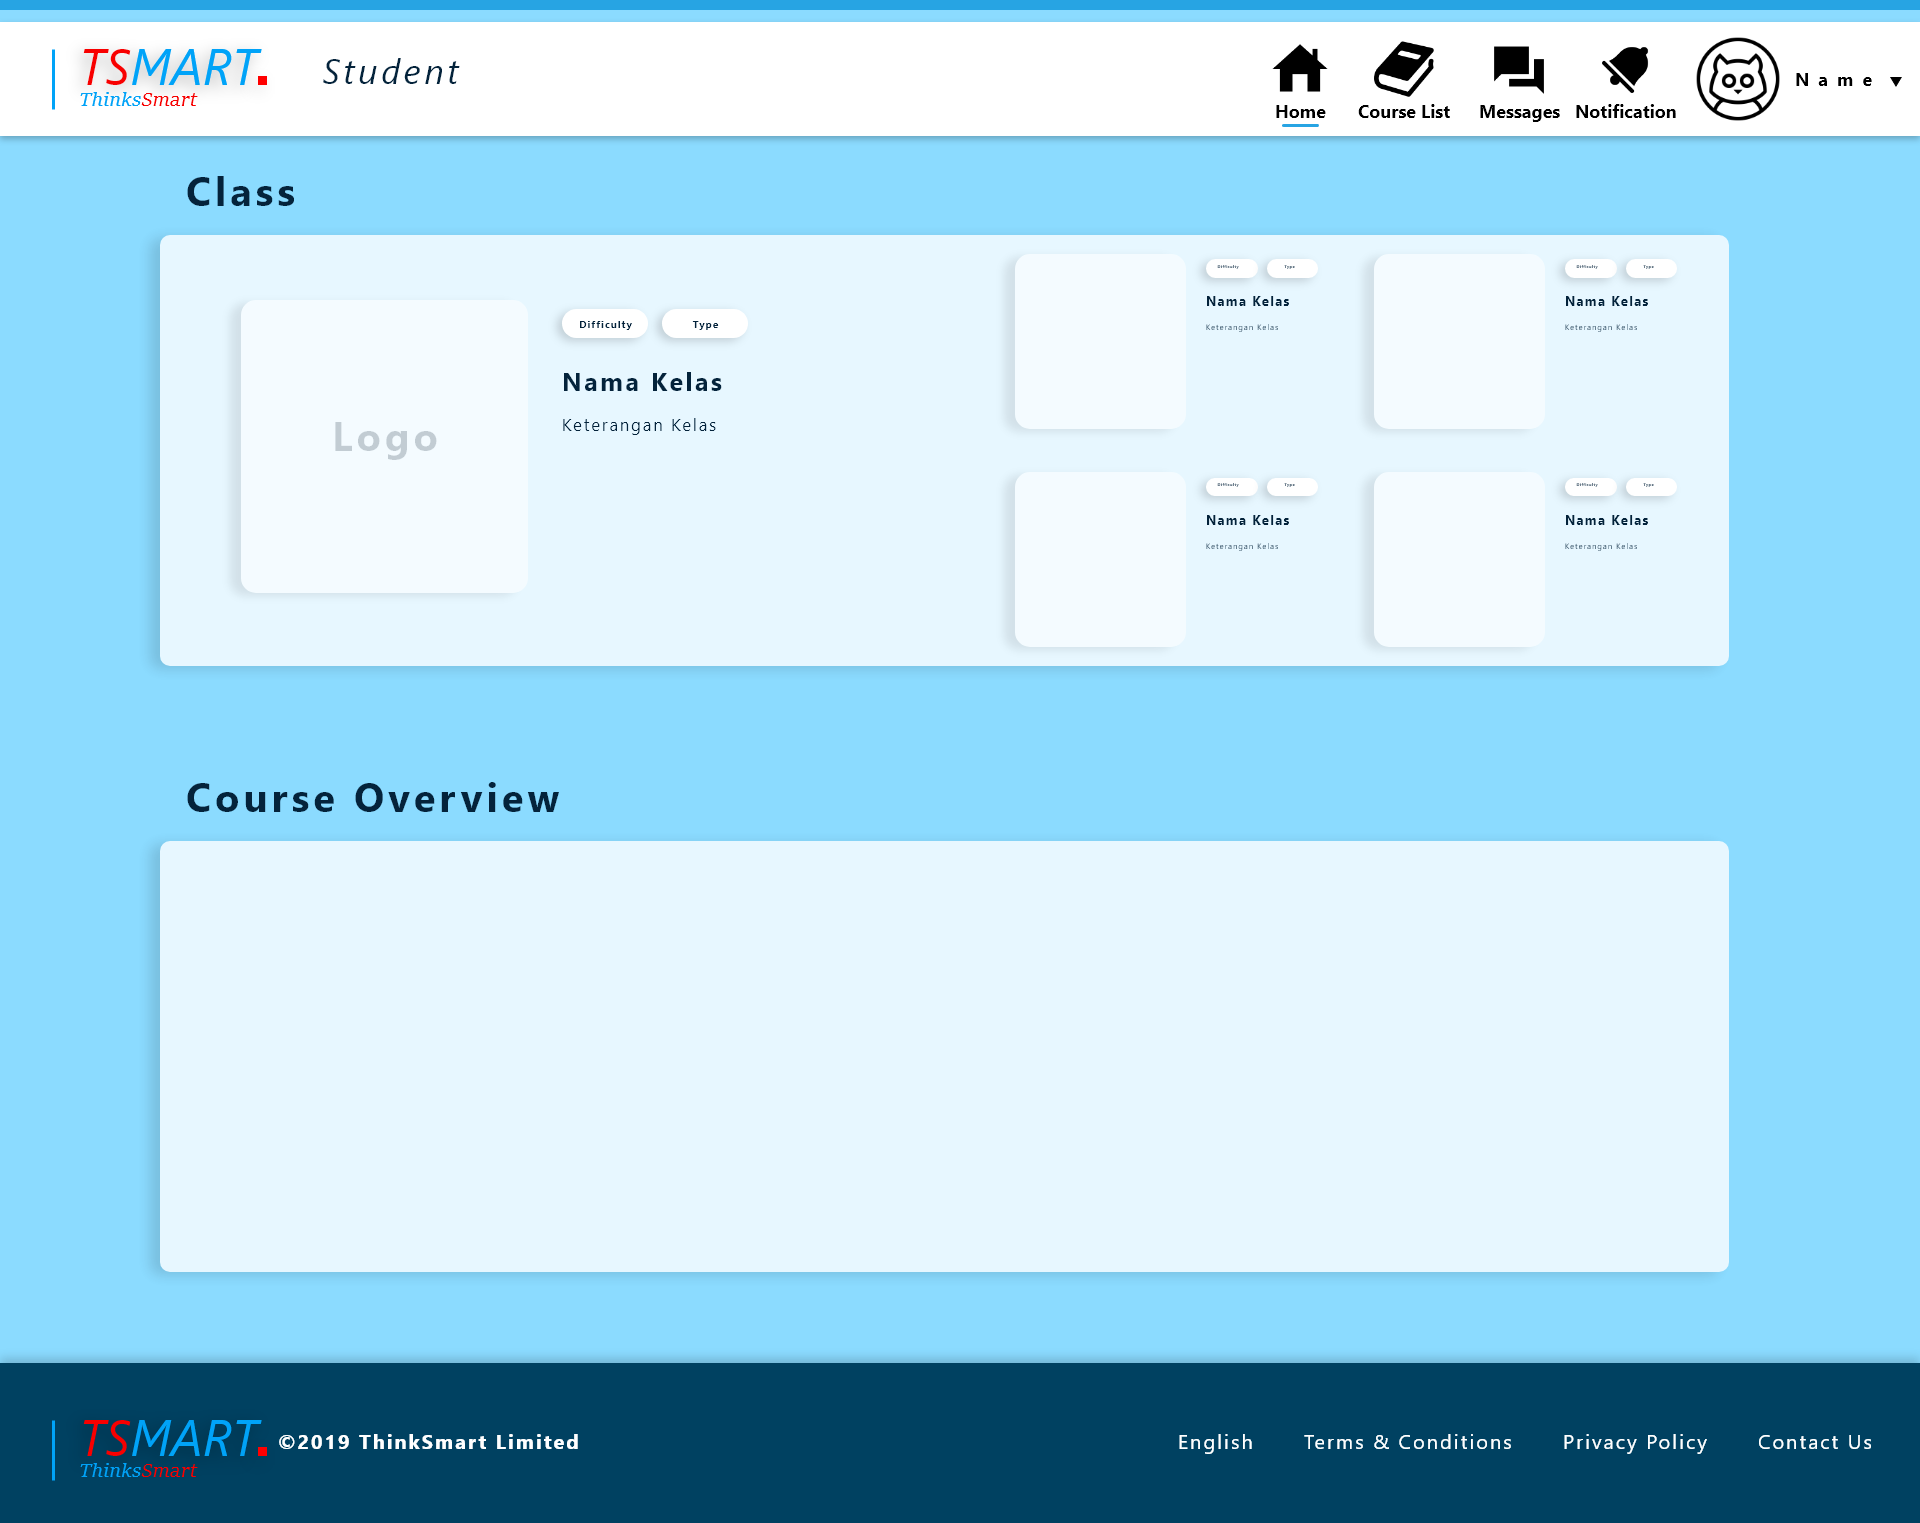 TSMART.
ThinksSmart
Student
Home
Course List
Messages
Notification
Name
Class
Logo
Difficulty Type
Nama Kelas
Keterangan Kelas
Difficulty Type
Nama Kelas
Keterangan Kelas
Difficulty Type
Nama Kelas
Keterangan Kelas
Difficulty Type
Nama Kelas
Keterangan Kelas
Difficulty Type
Nama Kelas
Keterangan Kelas
Course Overview
TSMART.
ThinksSmart
©2019 ThinkSmart Limited
English
Terms & Conditions
Privacy Policy
Contact Us